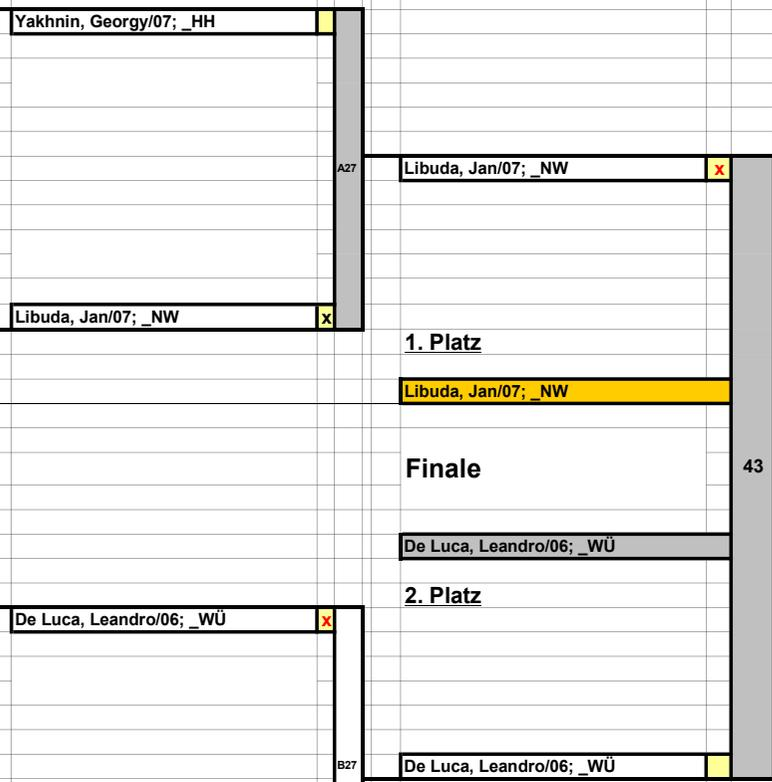 Yakhnin, Georgy/07; _HH
A27
Libuda, Jan/07; _NW x
Libuda, Jan/07; _NW x
1. Platz
Libuda, Jan/07; _NW
Finale
43
De Luca, Leandro/06; _WÜ
2. Platz
De Luca, Leandro/06; _WÜ x
B27
De Luca, Leandro/06; _WÜ